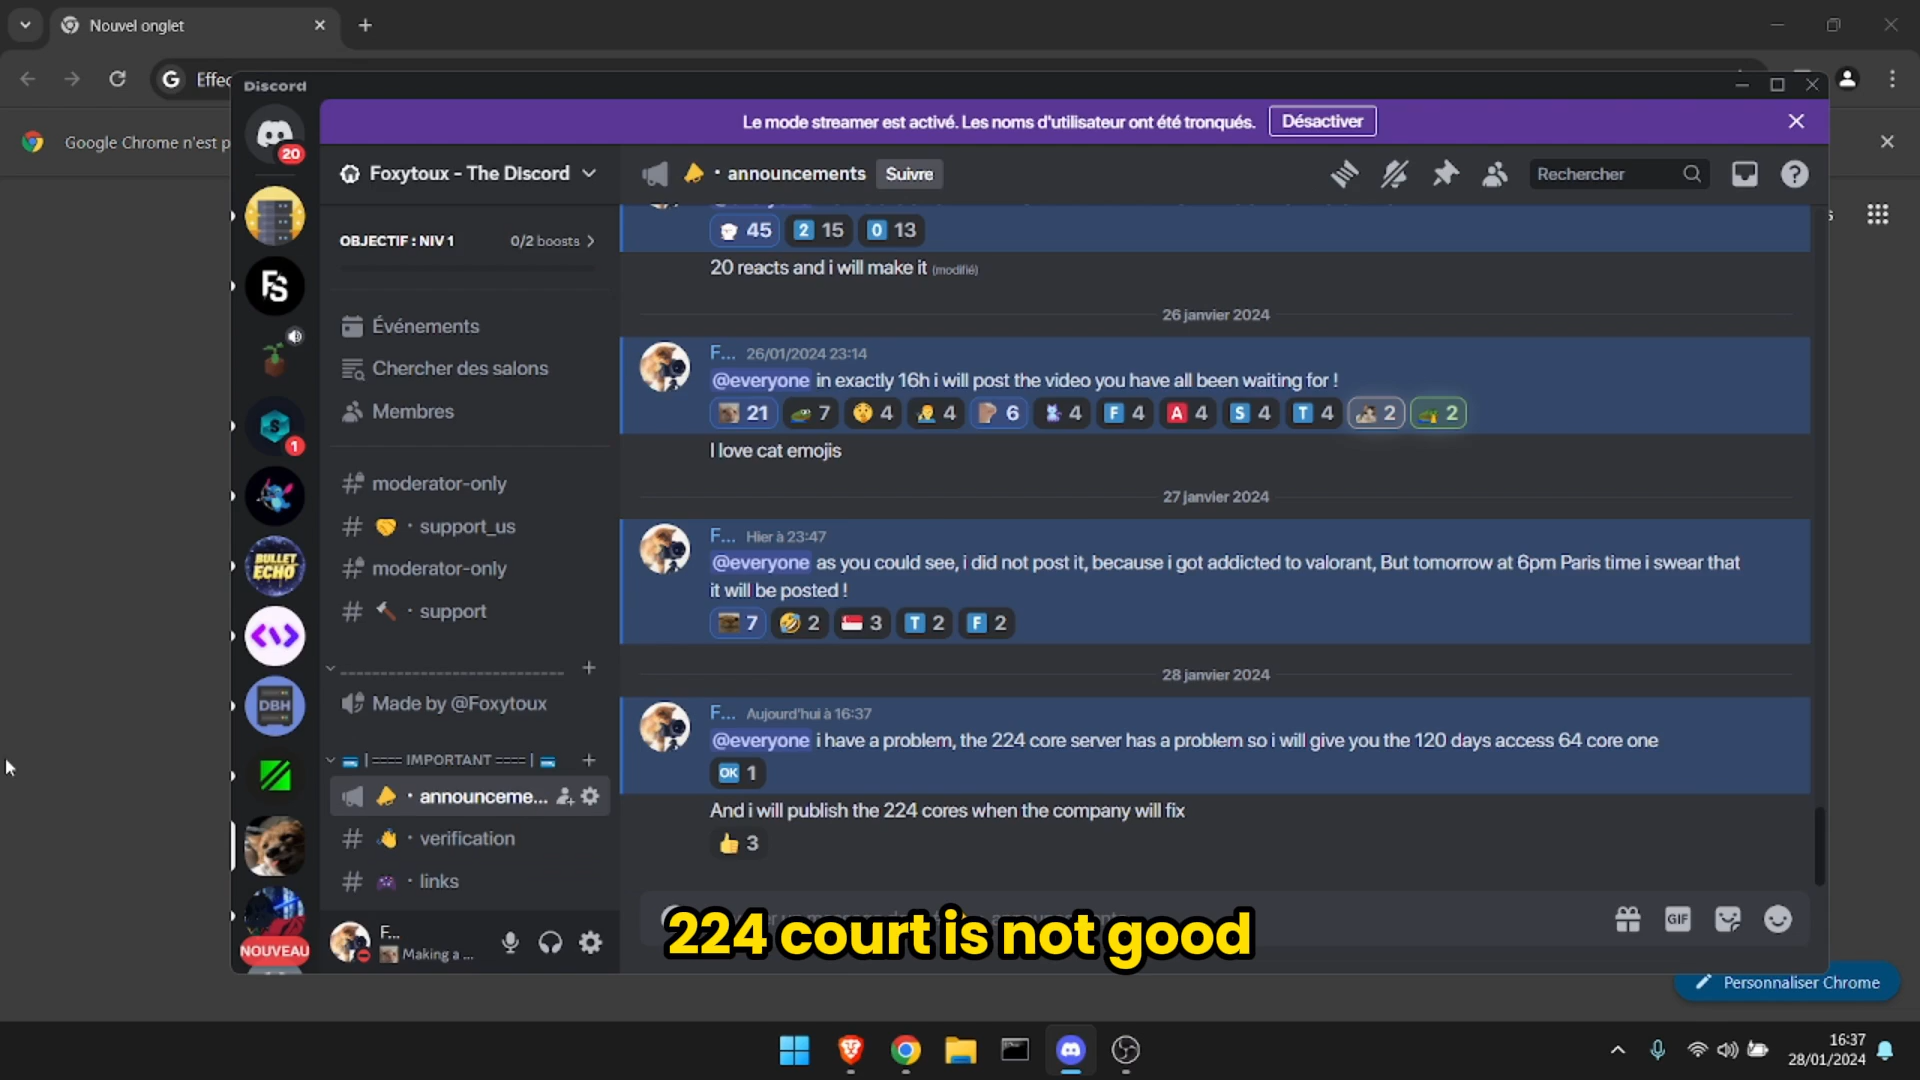 Nouvel onglet
Effec
Discord
Le mode streamer est activé. Les noms d'utilisateur ont été tronqués.
Désactiver
Google Chrome n'est p
20
Foxytoux - The Discord
· announcements
Suivre
Rechercher
OBJECTIF : NIV 1
0/2 boosts
45
2 15
0 13
20 reacts and i will make it (modifié)
Événements
Chercher des salons
Membres
26 janvier 2024
F... 26/01/2024 23:14
@everyone in exactly 16h i will post the video you have all been waiting for !
21
7
4
4
6
4
F 4
A 4
S 4
T 4
2
2
I love cat emojis
1
# moderator-only
# · support_us
# moderator-only
# · support
27 janvier 2024
F... Hier à 23:47
@everyone as you could see, i did not post it, because i got addicted to valorant, But tomorrow at 6pm Paris time i swear that
it will be posted !
7
2
3
T 2
F 2
FS
BULLET
ECHO
DBH
Made by @Foxytoux
| ==== IMPORTANT ==== |
· announceme...
# · verification
# · links
28 janvier 2024
F... Aujourd'hui à 16:37
@everyone i have a problem, the 224 core server has a problem so i will give you the 120 days access 64 core one
OK 1
And i will publish the 224 cores when the company will fix
3
NOUVEAU
F...
Making a ...
GIF
224 court is not good
Personnaliser Chrome
16:37
28/01/2024